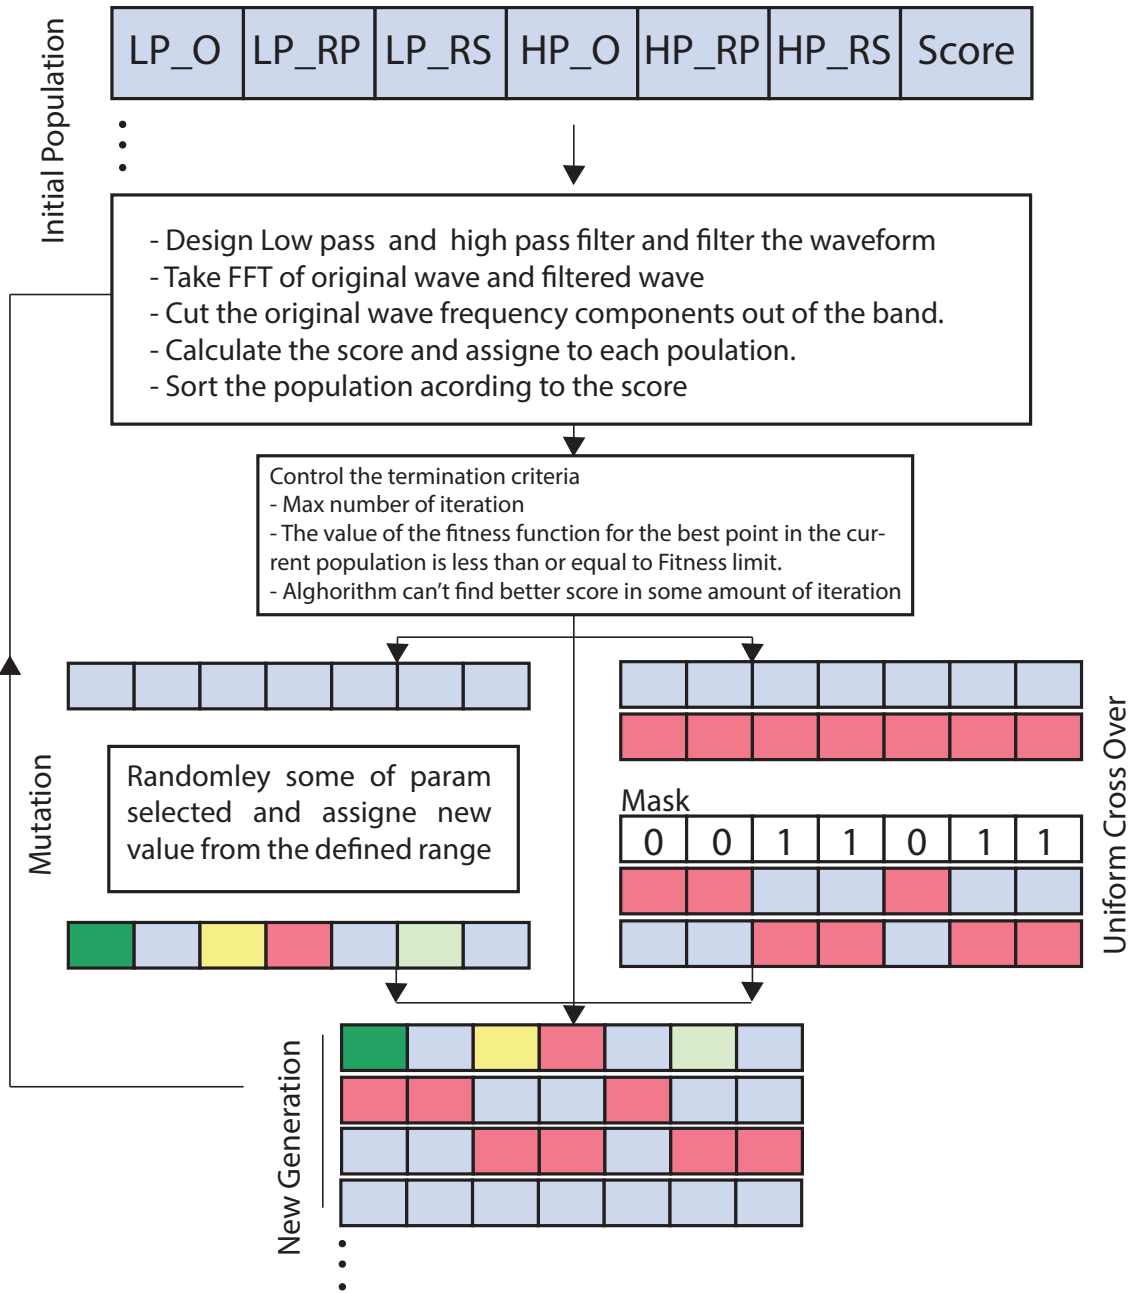 Initial Population
LP_O LP_RP LP_RS HP_O HP_RP HP_RS Score
- Design Low pass and high pass filter and filter the waveform
- Take FFT of original wave and filtered wave
- Cut the original wave frequency components out of the band.
- Calculate the score and assigne to each poulation.
- Sort the population acording to the score
Control the termination criteria
- Max number of iteration
- The value of the fitness function for the best point in the cur-
rent population is less than or equal to Fitness limit.
- Alghorithm can't find better score in some amount of iteration
Mutation
Randomley some of param
selected and assigne new
value from the defined range
Uniform Cross Over
Mask
0 0 1 1 0 1 1
New Generation